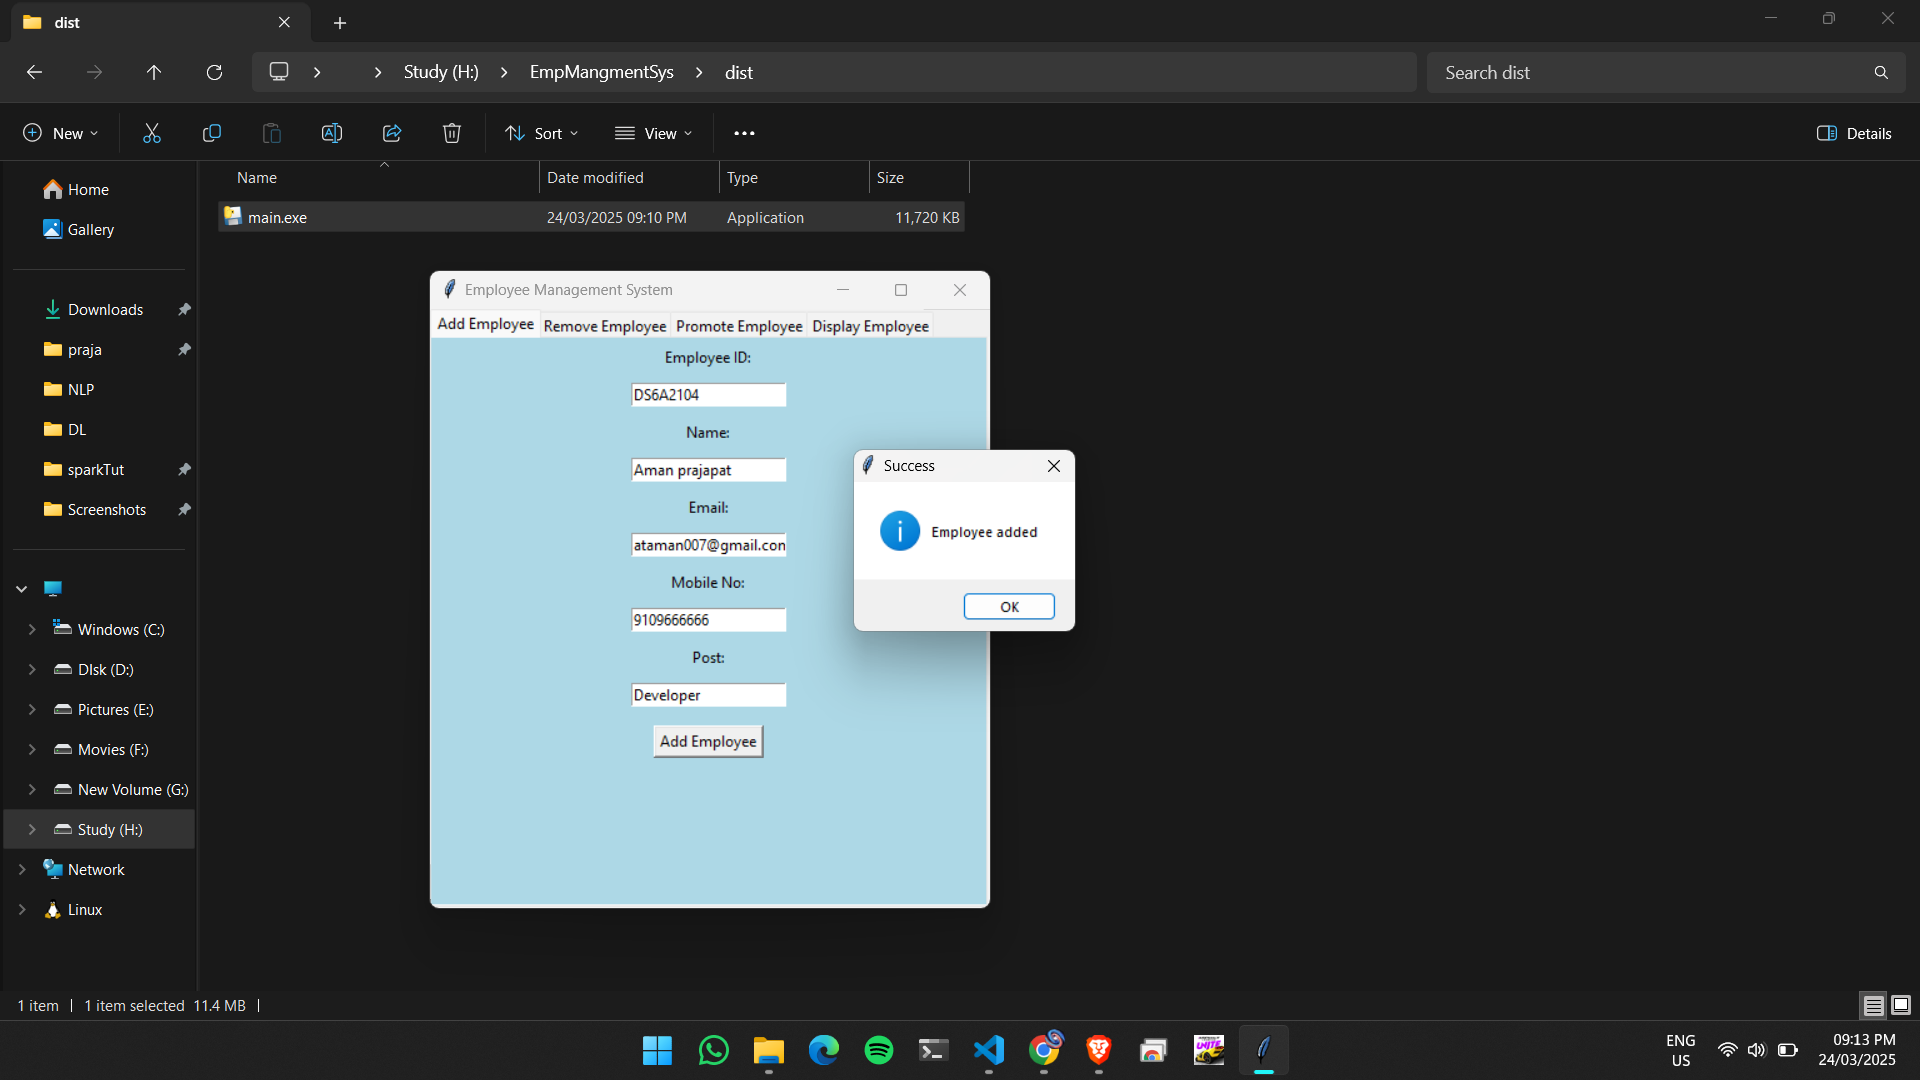 dist
Study (H:) EmpMangmentSys dist
Search dist
New Sort View Details
Name Date modified Type Size
main.exe 24/03/2025 09:10 PM Application 11,720 KB
Home
Gallery
Downloads
praja
NLP
DL
sparkTut
Screenshots
Windows (C:)
DIsk (D:)
Pictures (E:)
Movies (F:)
New Volume (G:)
Study (H:)
Network
Linux
Employee Management System
Add Employee Remove Employee Promote Employee Display Employee
Employee ID:
DS6A2104
Name:
Aman prajapat
Email:
ataman007@gmail.con
Mobile No:
9109666666
Post:
Developer
Add Employee
Success
Employee added
OK
1 item 1 item selected 11.4 MB
UNITE
ENG
US
09:13 PM
24/03/2025